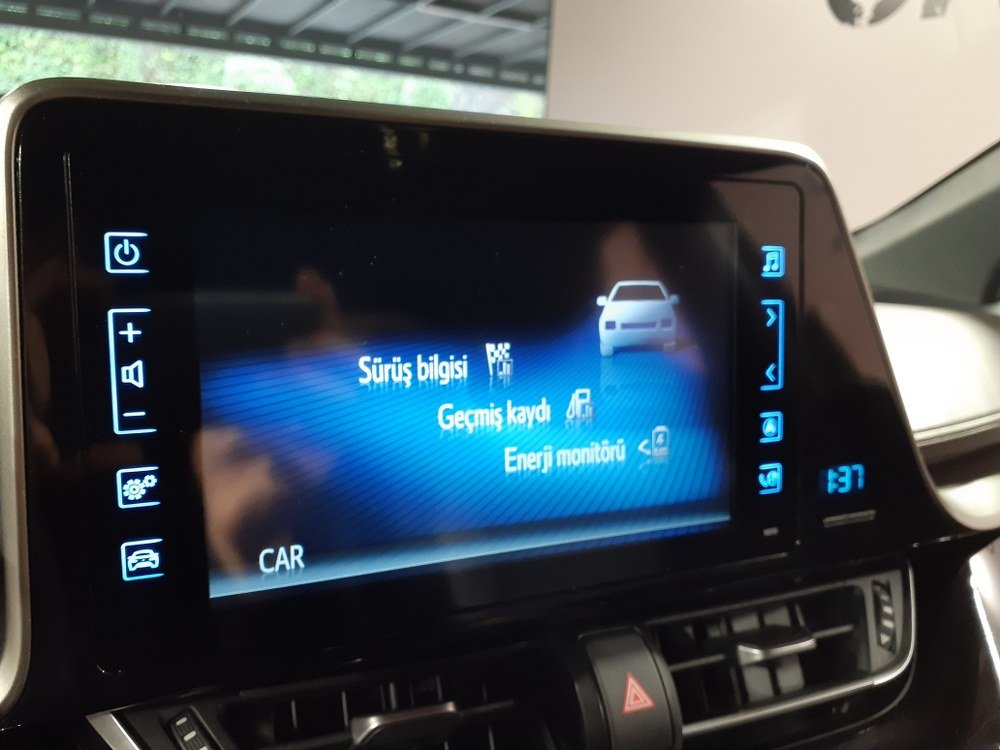 Sürüş bilgisi
Geçmiş kaydı
Enerji monitörü
CAR
1:37